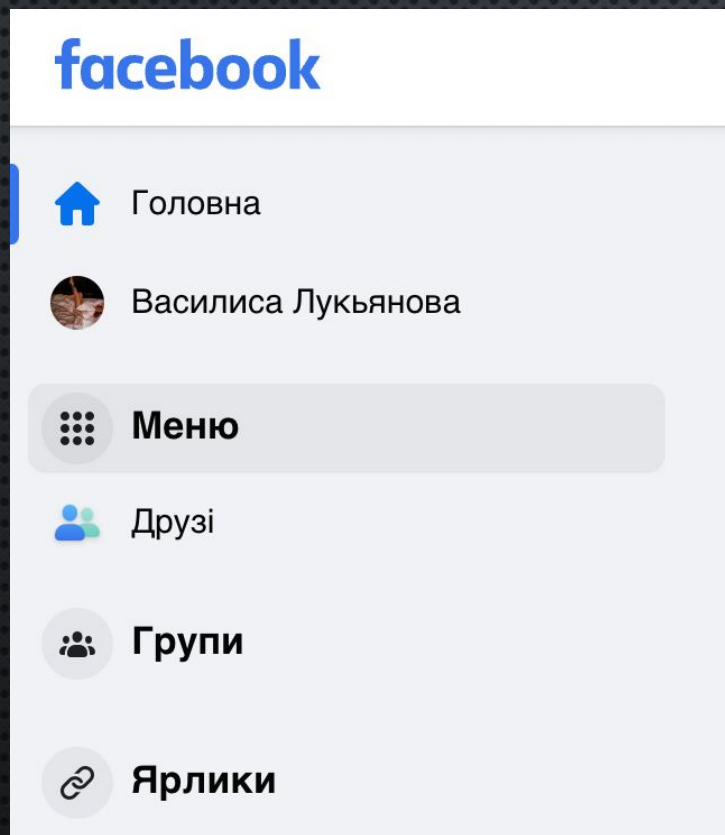 facebook
Головна
Василиса Лукьянова
Меню
Друзі
Групи
Ярлики